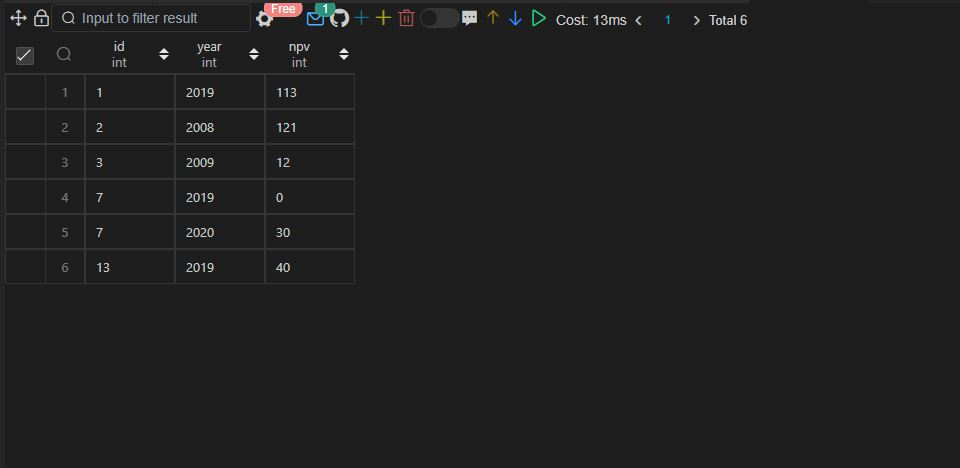 Free
1
Input to filter result
Cost: 13ms
1
Total 6
id year npv
int int int
1 1 2019 113
2 2 2008 121
3 3 2009 12
4 7 2019 0
5 7 2020 30
6 13 2019 40